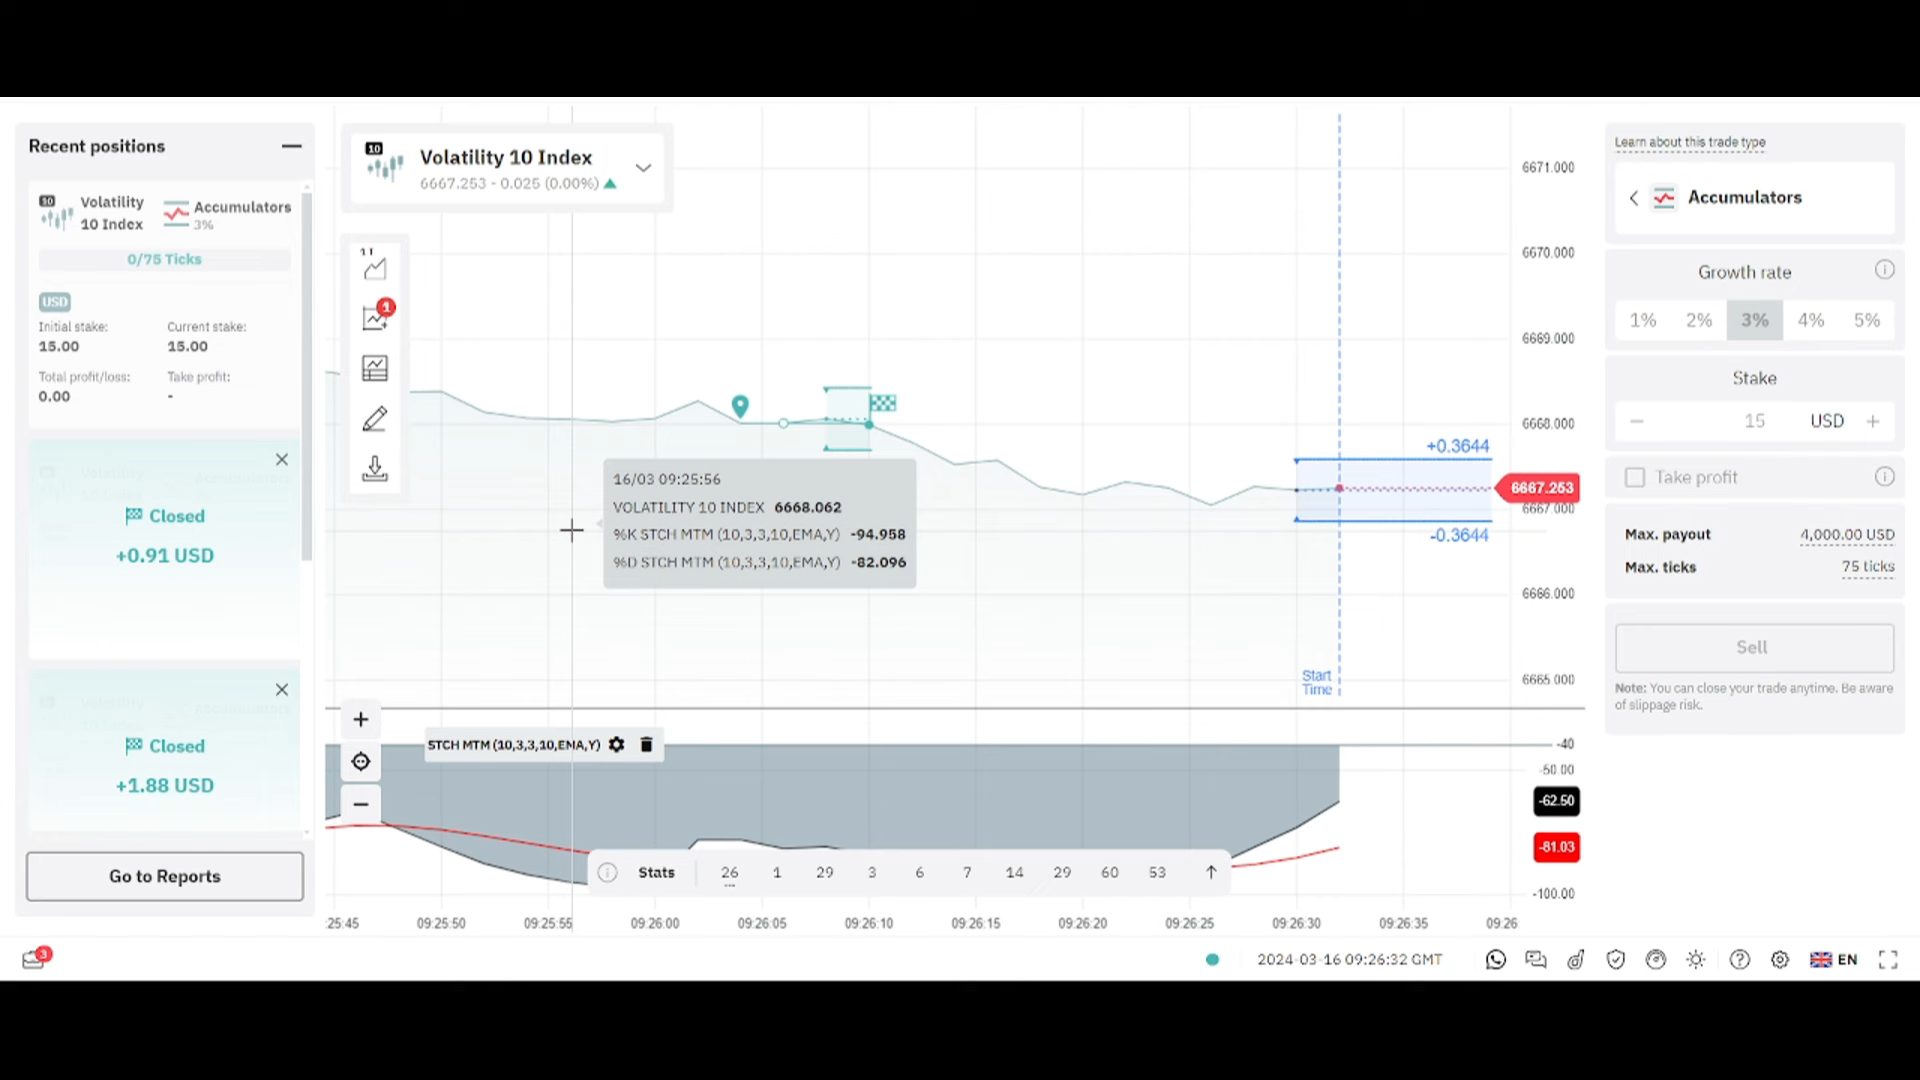 Recent positions
10
Volatility 10 Index
Accumulators
3%
0/75 Ticks
USD
Initial stake:
15.00
Current stake:
15.00
Total profit/loss:
0.00
Take profit:
-
Closed
+0.91 USD
Closed
+1.88 USD
Go to Reports
3
10
Volatility 10 Index
6667.253 - 0.025 (0.00%)
1
16/03 09:25:56
VOLATILITY 10 INDEX 6668.062
%K STCH MTM (10,3,3,10,EMA,Y) -94.958
%D STCH MTM (10,3,3,10,EMA,Y) -82.096
+0.3644
-0.3644
Start
Time
6671.000
6670.000
6669.000
6668.000
6667.253
6667.000
6666.000
6665.000
STCH MTM (10,3,3,10,EMA,Y)
-40
-50.00
-62.50
-81.03
-100.00
Stats 26 1 29 3 6 7 14 29 60 53
:25:45 09:25:50 09:25:55 09:26:00 09:26:05 09:26:10 09:26:15 09:26:20 09:26:25 09:26:30 09:26:35 09:26
2024-03-16 09:26:32 GMT
EN
Learn about this trade type
Accumulators
Growth rate
1% 2% 3% 4% 5%
Stake
15 USD
Take profit
Max. payout 4,000.00 USD
Max. ticks 75 ticks
Sell
Note: You can close your trade anytime. Be aware
of slippage risk.